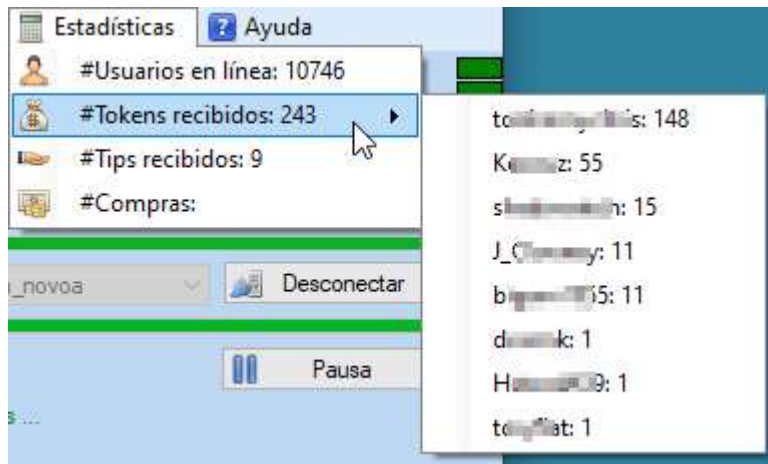 Estadísticas Ayuda
#Usuarios en línea: 10746
#Tokens recibidos: 243
#Tips recibidos: 9
#Compras:
: 148
: 55
: 15
: 11
: 11
: 1
: 1
: 1
_novoa
Desconectar
Pausa
s ...